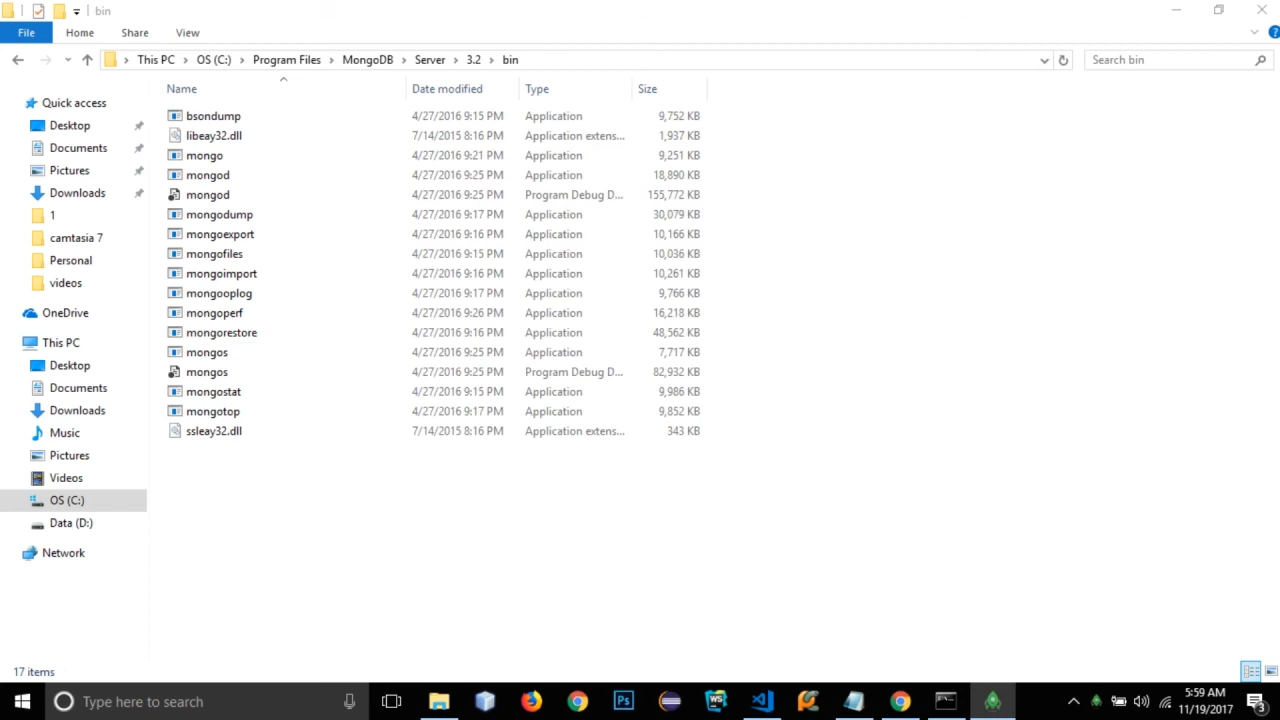 bin
File Home Share View
This PC OS (C:) Program Files MongoDB Server 3.2 bin Search bin
Name Date modified Type Size
Quick access
Desktop
Documents
Pictures
Downloads
1
camtasia 7
Personal
videos
OneDrive
This PC
Desktop
Documents
Downloads
Music
Pictures
Videos
OS (C:)
Data (D:)
Network
bsondump 4/27/2016 9:15 PM Application 9,752 KB
libeay32.dll 7/14/2015 8:16 PM Application extens... 1,937 KB
mongo 4/27/2016 9:21 PM Application 9,251 KB
mongod 4/27/2016 9:25 PM Application 18,890 KB
mongod 4/27/2016 9:25 PM Program Debug D... 155,772 KB
mongodump 4/27/2016 9:17 PM Application 30,079 KB
mongoexport 4/27/2016 9:16 PM Application 10,166 KB
mongofiles 4/27/2016 9:15 PM Application 10,036 KB
mongoimport 4/27/2016 9:16 PM Application 10,261 KB
mongooplog 4/27/2016 9:17 PM Application 9,766 KB
mongoperf 4/27/2016 9:26 PM Application 16,218 KB
mongorestore 4/27/2016 9:16 PM Application 48,562 KB
mongos 4/27/2016 9:25 PM Application 7,717 KB
mongos 4/27/2016 9:25 PM Program Debug D... 82,932 KB
mongostat 4/27/2016 9:15 PM Application 9,986 KB
mongotop 4/27/2016 9:17 PM Application 9,852 KB
ssleay32.dll 7/14/2015 8:16 PM Application extens... 343 KB
17 items
Type here to search
Ps
WS
5:59 AM
11/19/2017
3